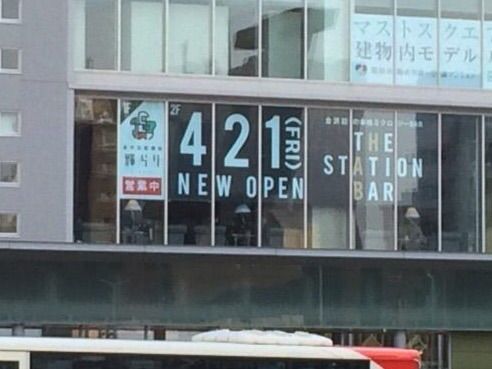 マストスクエア
建物内モデル
1F
営業中
2F
421(FRI)
NEW OPEN
THE
STATION
BAR